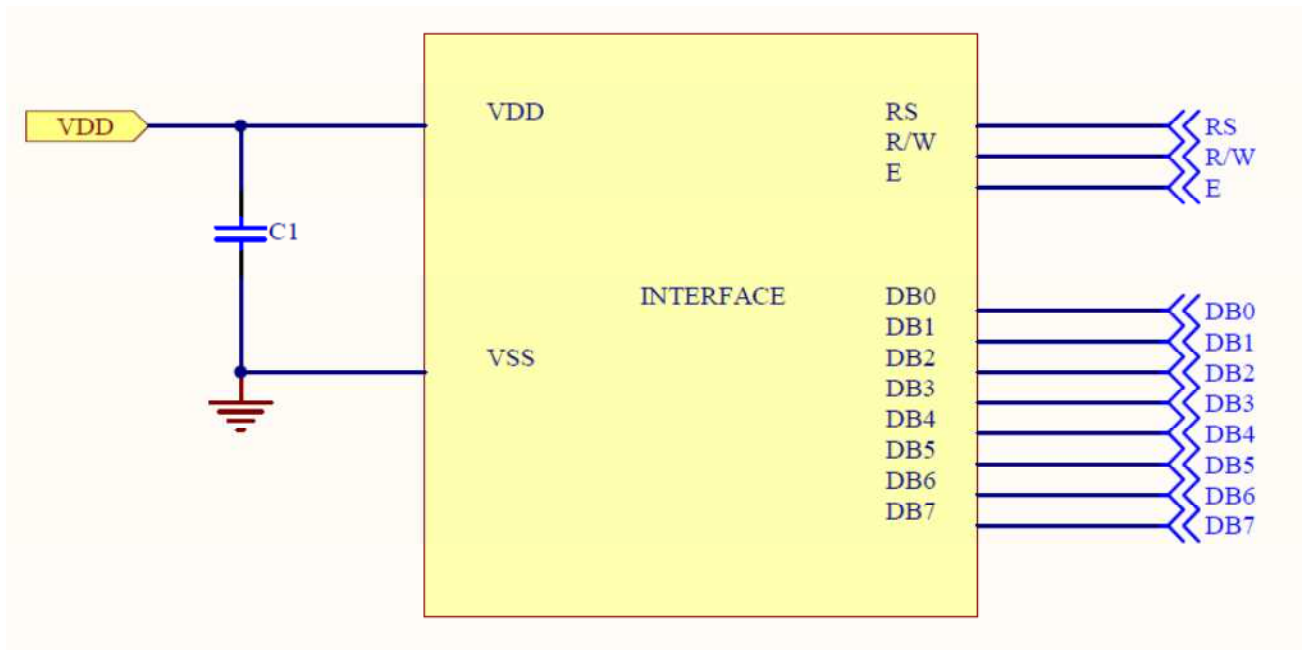 VDD
C1
VDD
VSS
INTERFACE
RS
R/W
E
DB0
DB1
DB2
DB3
DB4
DB5
DB6
DB7
RS
R/W
E
DB0
DB1
DB2
DB3
DB4
DB5
DB6
DB7